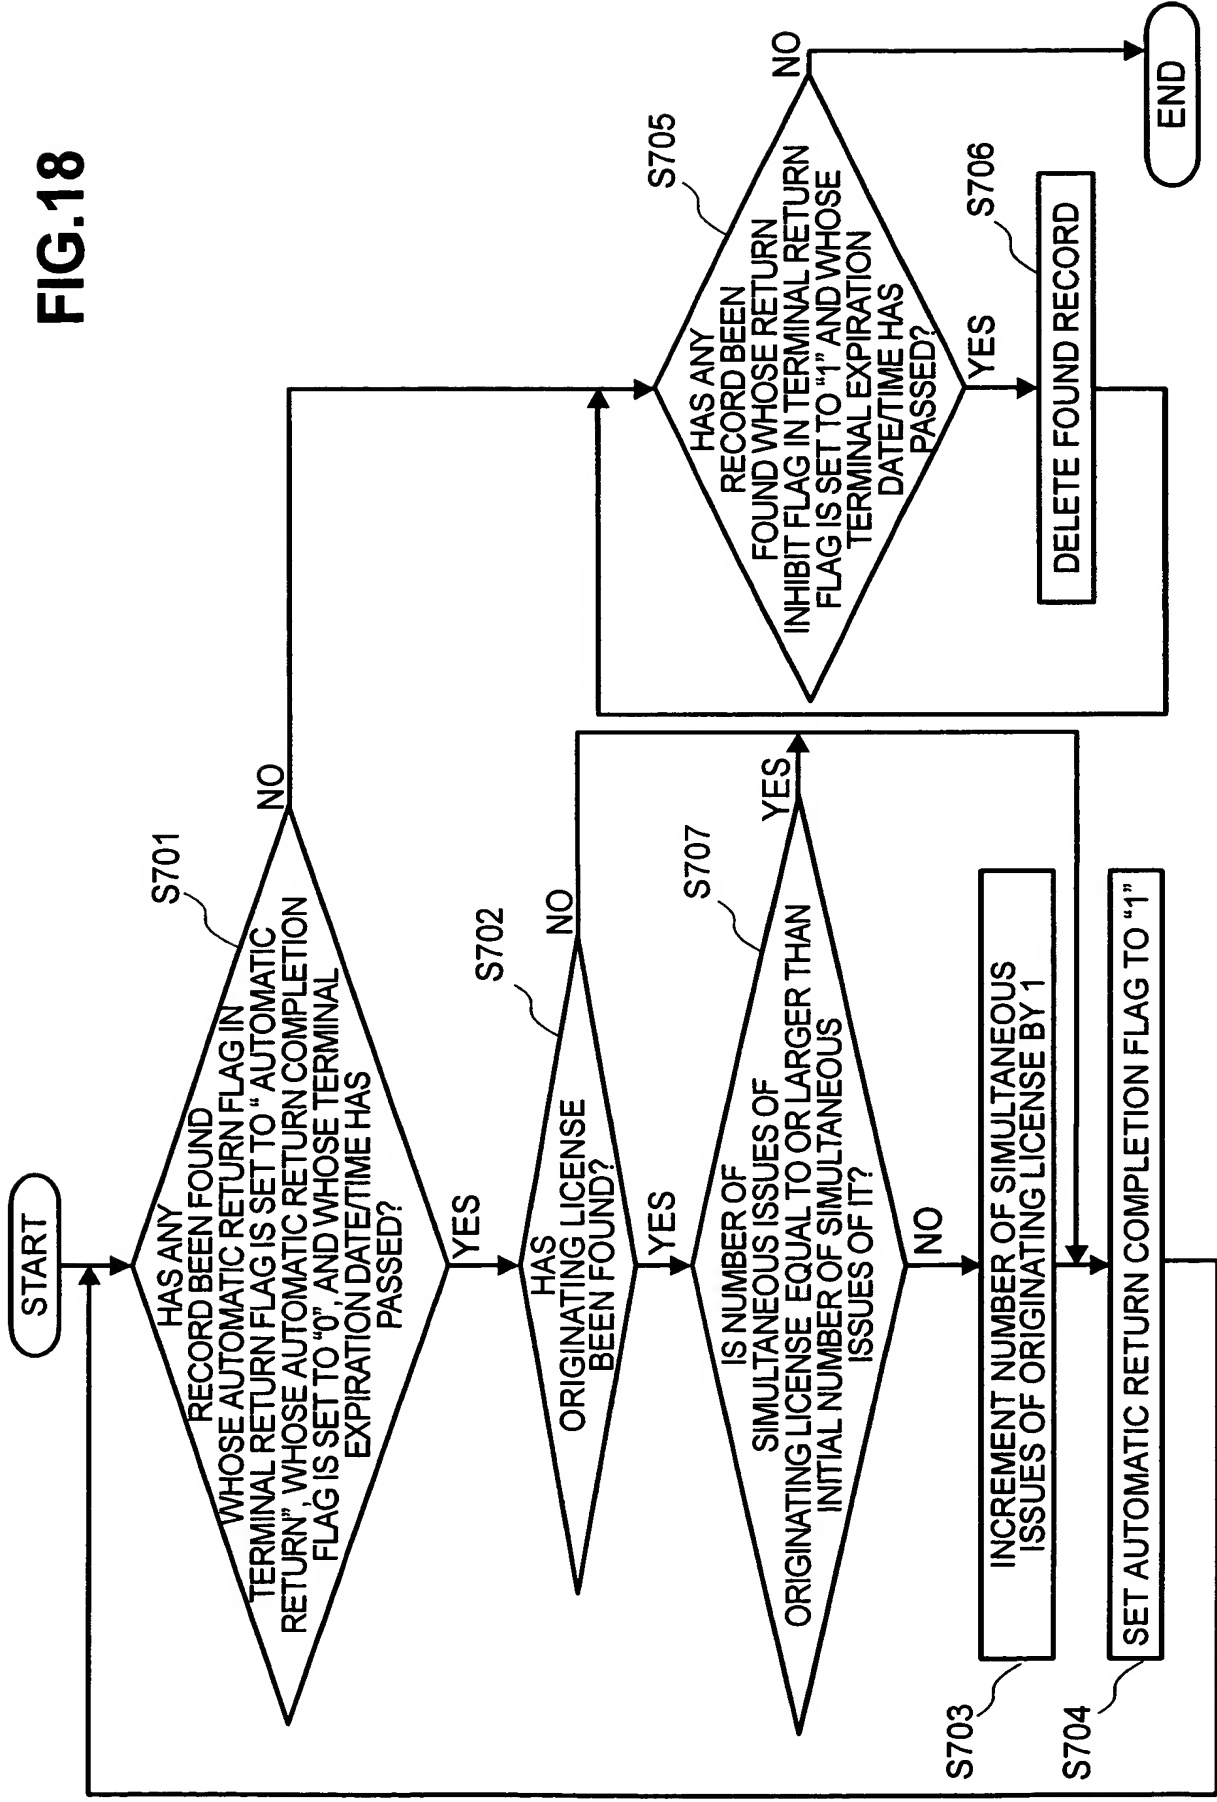 FIG.18
START
S701
HAS ANY
RECORD BEEN FOUND
WHOSE AUTOMATIC RETURN FLAG IN
TERMINAL RETURN FLAG IS SET TO “ AUTOMATIC
RETURN”, WHOSE AUTOMATIC RETURN COMPLETION
FLAG IS SET TO “0”, AND WHOSE TERMINAL
EXPIRATION DATE/TIME HAS
PASSED?
NO
YES
S702
HAS
ORIGINATING LICENSE
BEEN FOUND?
NO
YES
S707
IS NUMBER OF
SIMULTANEOUS ISSUES OF
ORIGINATING LICENSE EQUAL TO OR LARGER THAN
INITIAL NUMBER OF SIMULTANEOUS
ISSUES OF IT?
YES
NO
S703
INCREMENT NUMBER OF SIMULTANEOUS
ISSUES OF ORIGINATING LICENSE BY 1
S704
SET AUTOMATIC RETURN COMPLETION FLAG TO “1”
S705
HAS ANY
RECORD BEEN
FOUND WHOSE RETURN
INHIBIT FLAG IN TERMINAL RETURN
FLAG IS SET TO “1” AND WHOSE
TERMINAL EXPIRATION
DATE/TIME HAS
PASSED?
NO
YES
S706
DELETE FOUND RECORD
END